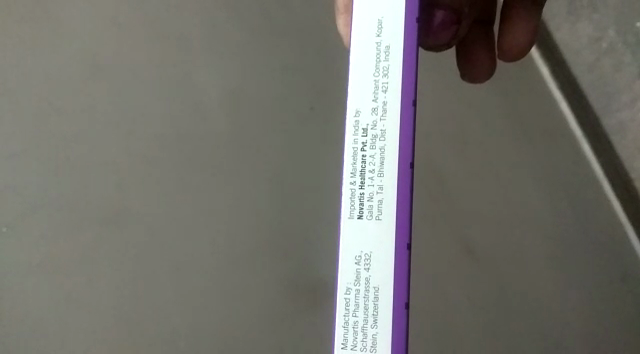 Manufactured by :
Novartis Pharma Stein AG,
Schaffhauserstrasse, 4332,
Stein, Switzerland.
Imported & Marketed in India by
Novartis Healthcare Pvt. Ltd.,
Gala No. 1-A & 2-A, Bldg. No. 28, Arihant Compound, Koper,
Purna, Tal - Bhiwandi, Dist - Thane - 421 302, India.